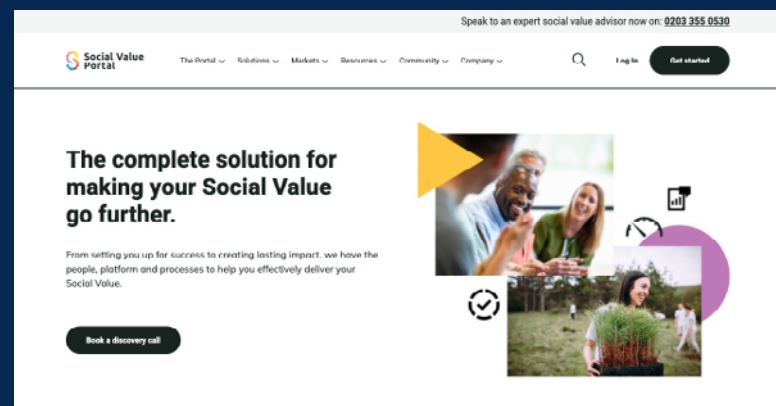 Speak to an expert social value advisor now on: 0203 355 0530
Social Value
Portal
The Portal Solutions Markets Resources Community Company Log In Get started
The complete solution for
making your Social Value
go further.
From setting you up for success to creating lasting impact, we have the
people, platform and processes to help you effectively deliver your
Social Value.
Book a discovery call